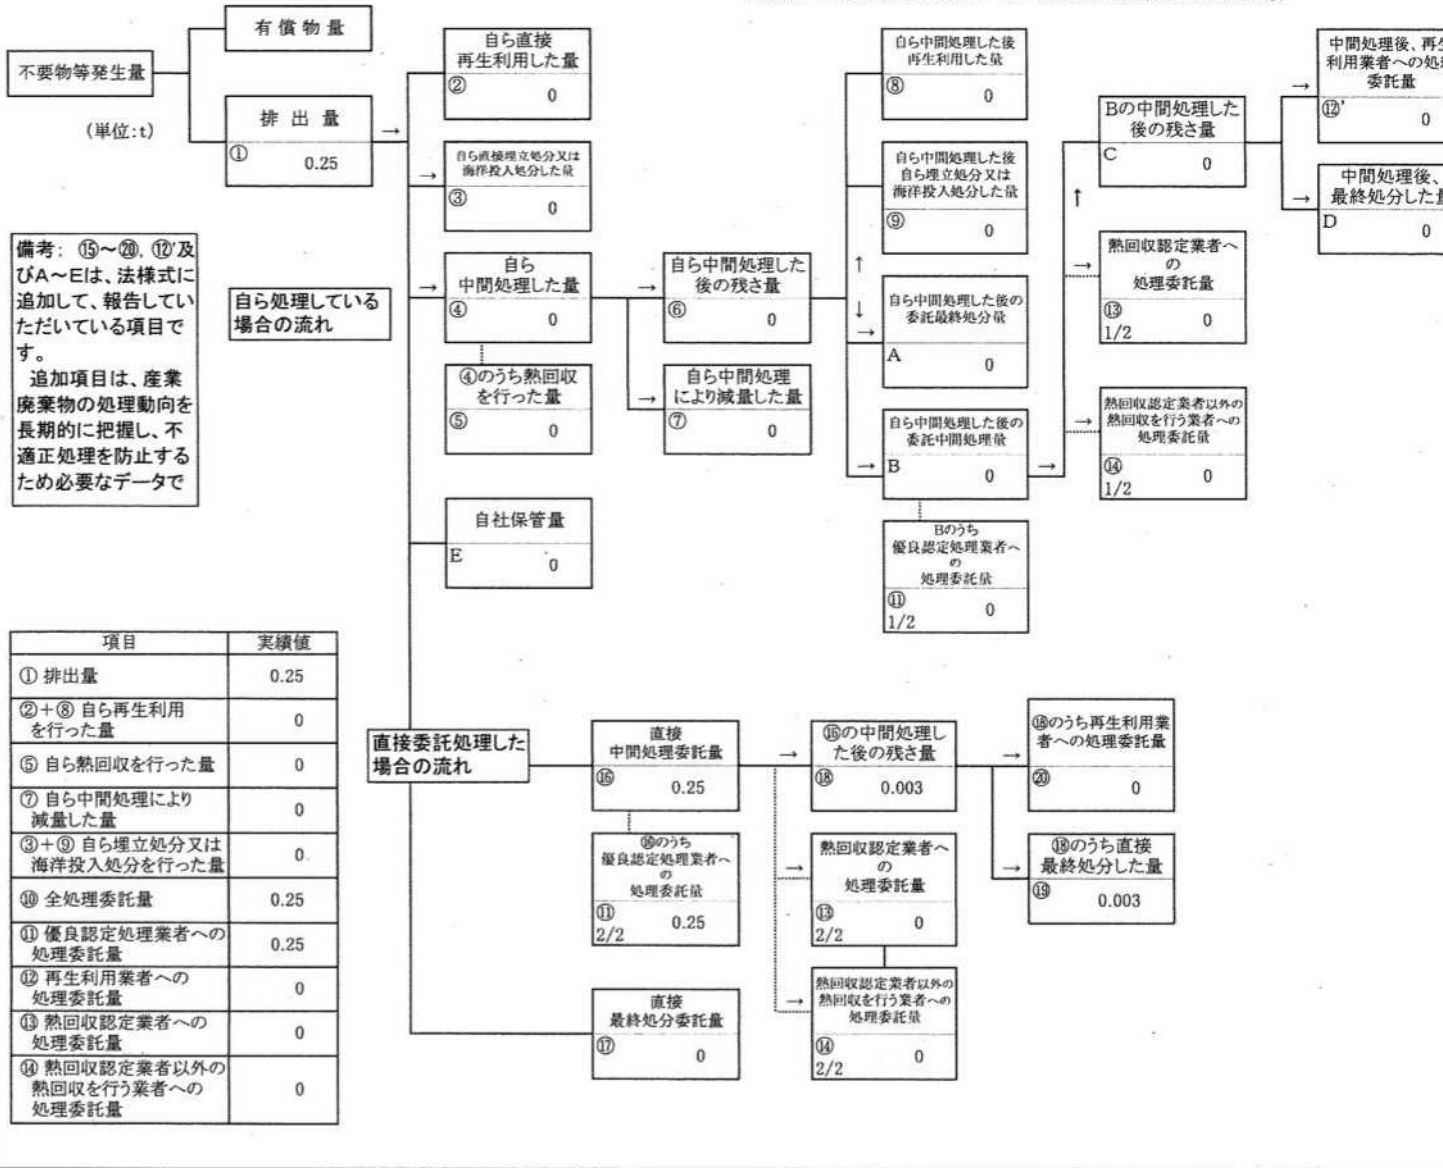 有償物量
不要物等発生量
(単位:t)
排出量
① 0.25
→
自ら直接
再生利用した量
② 0
自ら直接埋立処分又は
海洋投入処分した量
→
③ 0
自ら
中間処理した量
→
④ 0
④のうち熱回収
を行った量
⑤ 0
自ら中間処理した
後の残さ量
→
⑥ 0
自ら中間処理
により減量した量
→
⑦ 0
自ら中間処理した後
再生利用した量
⑧ 0
自ら中間処理した後
自ら埋立処分又は
海洋投入処分した量
⑨ 0
↑
↓
→
自ら中間処理した後の
委託最終処分量
A 0
自ら中間処理した後の
委託中間処理量
→
B 0
→
Bのうち
優良認定処理業者へ
の
処理委託量
⑪
1/2 0
Bの中間処理した
後の残さ量
C 0
↑
熱回収認定業者へ
の
処理委託量
→
⑬
1/2 0
熱回収認定業者以外の
熱回収を行う業者への
処理委託量
→
⑭
1/2 0
中間処理後、再生
利用業者への処理
委託量
→
⑫' 0
中間処理後、
最終処分した量
→
D 0
備考: ⑮~⑳, ⑫'及
びA~Eは、法様式に
追加して、報告してい
ただいている項目で
す。
追加項目は、産業
廃棄物の処理動向を
長期的に把握し、不
適正処理を防止する
ため必要なデータで
自ら処理している
場合の流れ
自社保管量
E 0
項目 実績値
① 排出量 0.25
②+⑧ 自ら再生利用
を行った量 0
⑤ 自ら熱回収を行った量 0
⑦ 自ら中間処理により
減量した量 0
③+⑨ 自ら埋立処分又は
海洋投入処分を行った量 0
⑩ 全処理委託量 0.25
⑪ 優良認定処理業者への
処理委託量 0.25
⑫ 再生利用業者への
処理委託量 0
⑬ 熱回収認定業者への
処理委託量 0
⑭ 熱回収認定業者以外の
熱回収を行う業者への
処理委託量 0
直接委託処理した
場合の流れ
直接
中間処理委託量
⑯ 0.25
⑯のうち
優良認定処理業者へ
の
処理委託量
⑪
2/2 0.25
直接
最終処分委託量
⑰ 0
→
⑯の中間処理し
た後の残さ量
⑱ 0.003
熱回収認定業者へ
の
処理委託量
→
⑬
2/2 0
熱回収認定業者以外の
熱回収を行う業者への
処理委託量
→
⑭
2/2 0
→
⑱のうち再生利用業
者への処理委託量
⑳ 0
→
⑱のうち直接
最終処分した量
⑲ 0.003